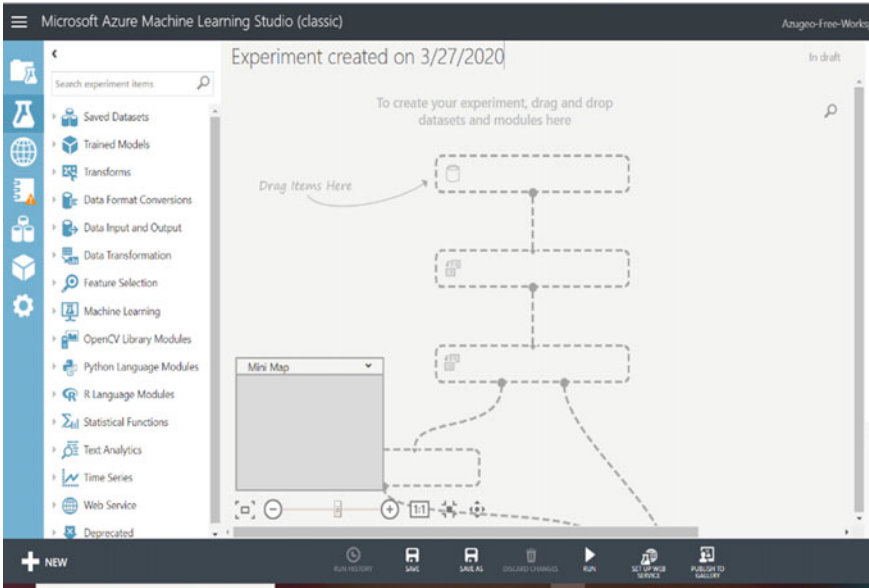 Microsoft Azure Machine Learning Studio (classic)
Azugeo-Free-Works
Search experiment items
Experiment created on 3/27/2020
In draft
To create your experiment, drag and drop
datasets and modules here
Drag Items Here
Saved Datasets
Trained Models
Transforms
Data Format Conversions
Data Input and Output
Data Transformation
Feature Selection
Machine Learning
OpenCV Library Modules
Python Language Modules
R Language Modules
Statistical Functions
Text Analytics
Time Series
Web Service
Deprecated
Mini Map
1:1
NEW
RUN HISTORY
SAVE
SAVE AS
DISCARD CHANGES
RUN
SET UP WEB
SERVICE
PUBLISH TO
GALLERY